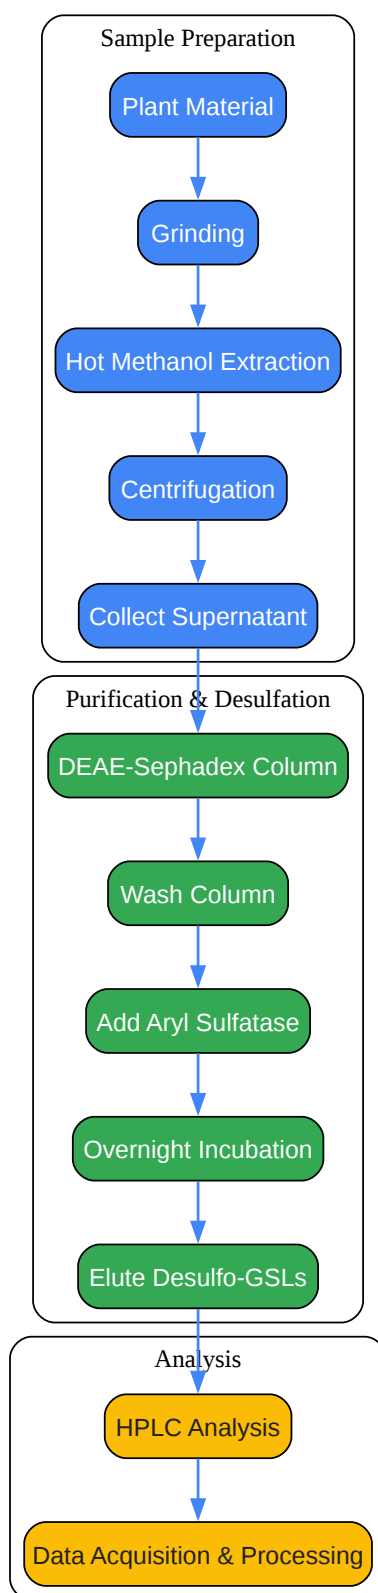 Sample Preparation
Plant Material
Grinding
Hot Methanol Extraction
Centrifugation
Collect Supernatant
Purification & Desulfation
DEAE-Sephadex Column
Wash Column
Add Aryl Sulfatase
Overnight Incubation
Elute Desulfo-GSLs
Analysis
HPLC Analysis
Data Acquisition & Processing